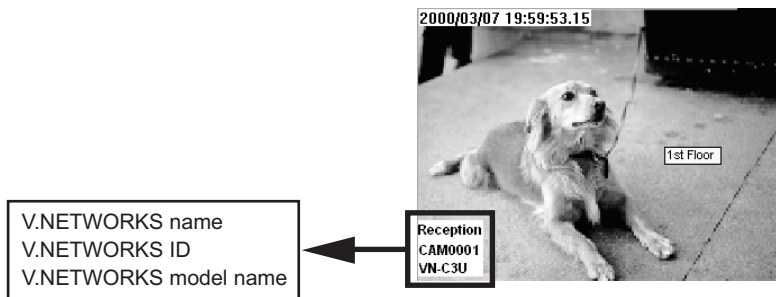 2000/03/07 19:59:53.15
1st Floor
V.NETWORKS name
V.NETWORKS ID
V.NETWORKS model name
Reception
CAM0001
VN-C3U